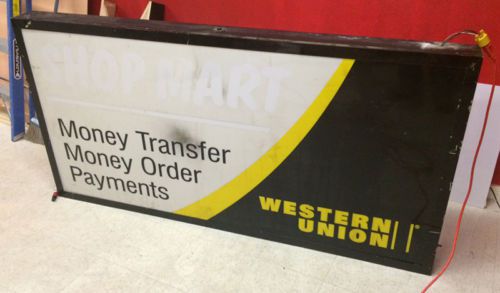 SHOP MART
Money Transfer
Money Order
Payments
WESTERN
UNION